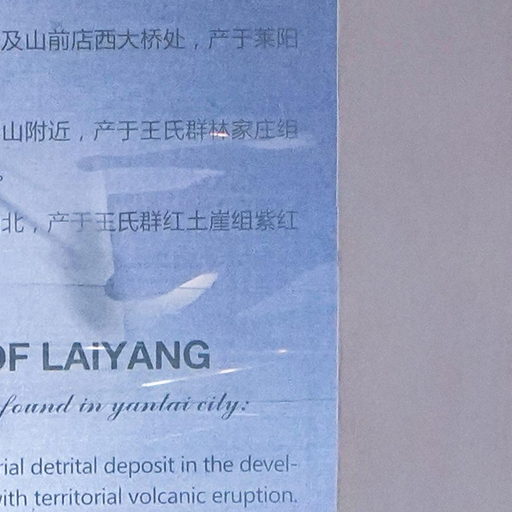 及山前店西大桥处，产于莱阳
山附近，产于王氏群林家庄组
。
北，产于王氏群红土崖组紫红
OF LAiYANG
found in yantai city:
rial detrital deposit in the devel-
with territorial volcanic eruption.